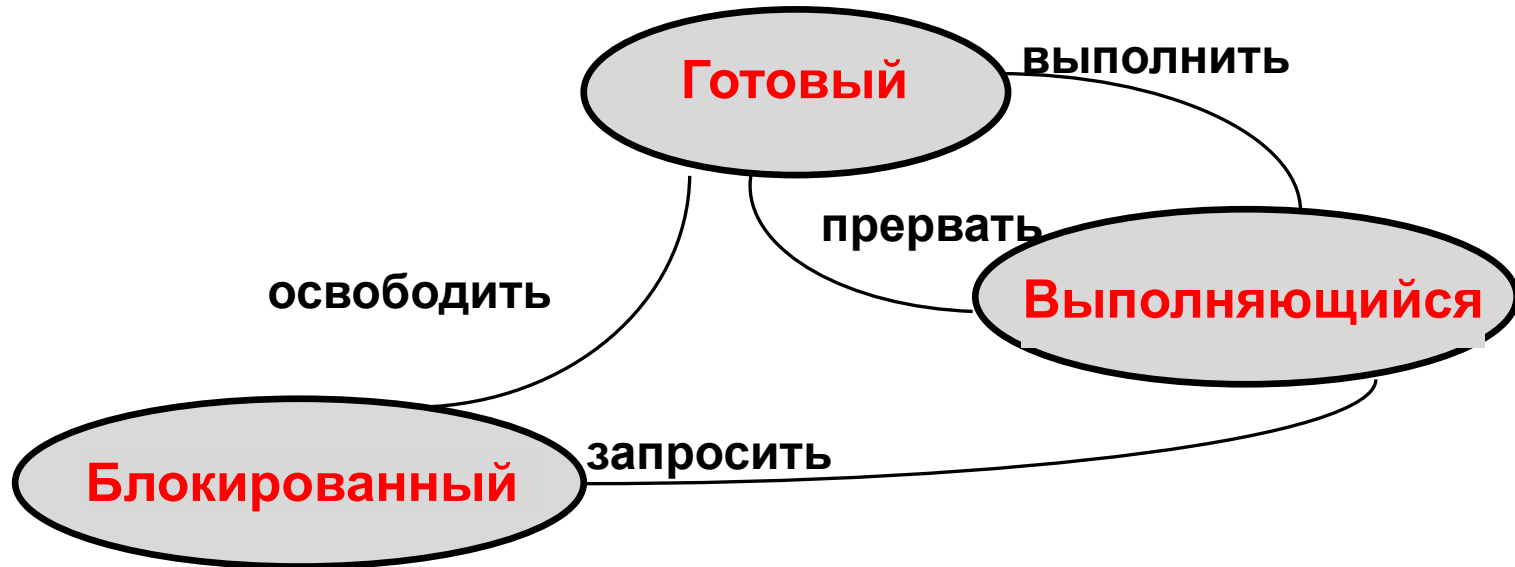 выполнить
Готовый
прервать
освободить
Выполняющийся
запросить
Блокированный